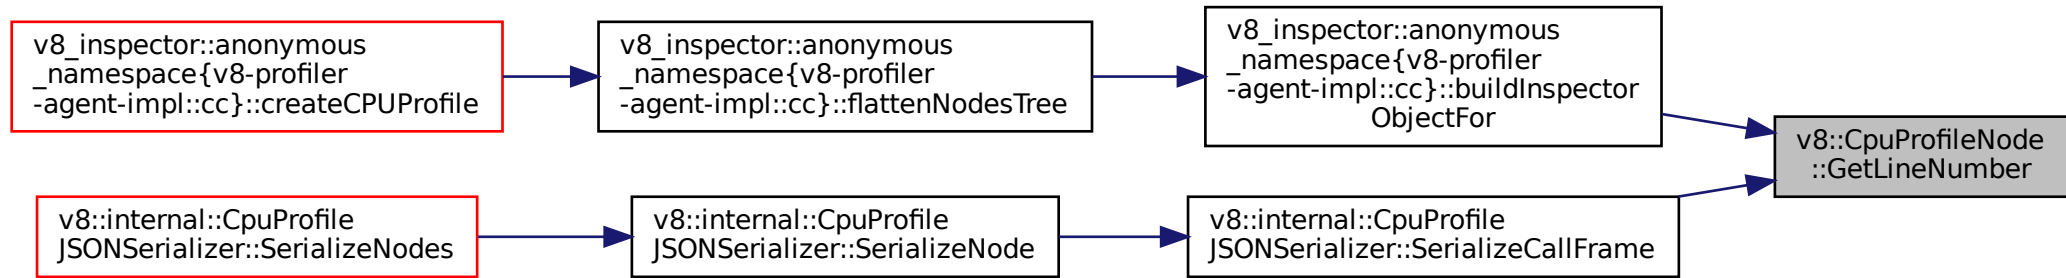 v8_inspector::anonymous
_namespace{v8-profiler
-agent-impl::cc}::createCPUProfile
v8_inspector::anonymous
_namespace{v8-profiler
-agent-impl::cc}::flattenNodesTree
v8_inspector::anonymous
_namespace{v8-profiler
-agent-impl::cc}::buildInspector
ObjectFor
v8::CpuProfileNode
::GetLineNumber
v8::internal::CpuProfile
JSONSerializer::SerializeNodes
v8::internal::CpuProfile
JSONSerializer::SerializeNode
v8::internal::CpuProfile
JSONSerializer::SerializeCallFrame